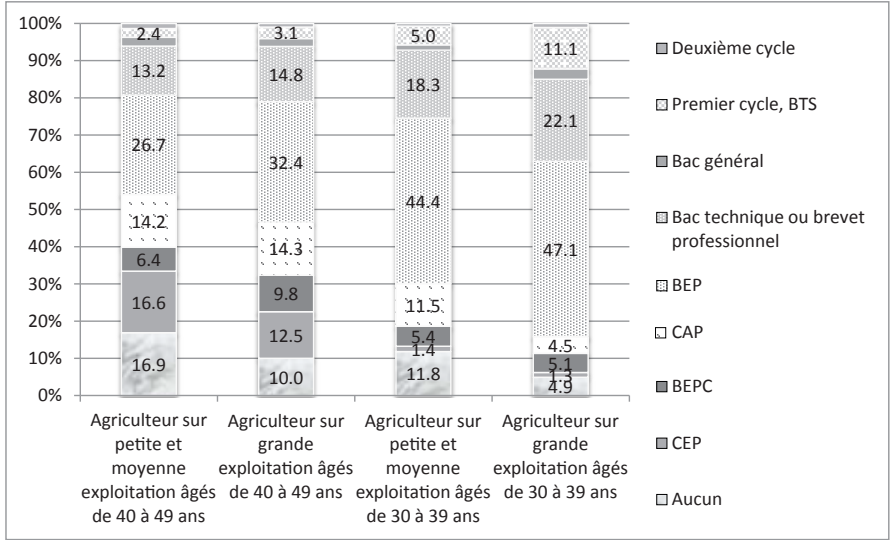 100%
90%
80%
70%
60%
50%
40%
30%
20%
10%
0%
2.4
13.2
26.7
14.2
6.4
16.6
16.9
3.1
14.8
32.4
14.3
9.8
12.5
10.0
5.0
18.3
44.4
11.5
5.4
1.4
11.8
11.1
22.1
47.1
4.5
5.1
1.3
4.9
Agriculteur sur
petite et
moyenne
exploitation âgés
de 40 à 49 ans
Agriculteur sur
grande
exploitation âgés
de 40 à 49 ans
Agriculteur sur
petite et
moyenne
exploitation âgés
de 30 à 39 ans
Agriculteur sur
grande
exploitation âgés
de 30 à 39 ans
Deuxième cycle
Premier cycle, BTS
Bac général
Bac technique ou brevet
professionnel
BEP
CAP
BEPC
CEP
Aucun